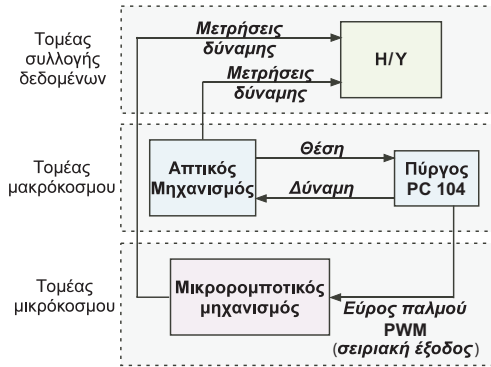 Τομέας
συλλογής
δεδομένων
Μετρήσεις
δύναμης
Μετρήσεις
δύναμης
Η/Υ
Τομέας
μακρόκοσμου
Απτικός
Μηχανισμός
Θέση
Δύναμη
Πύργος
PC 104
Τομέας
μικρόκοσμου
Μικρορομποτικός
μηχανισμός
Εύρος παλμού
PWM
(σειριακή έξοδος)